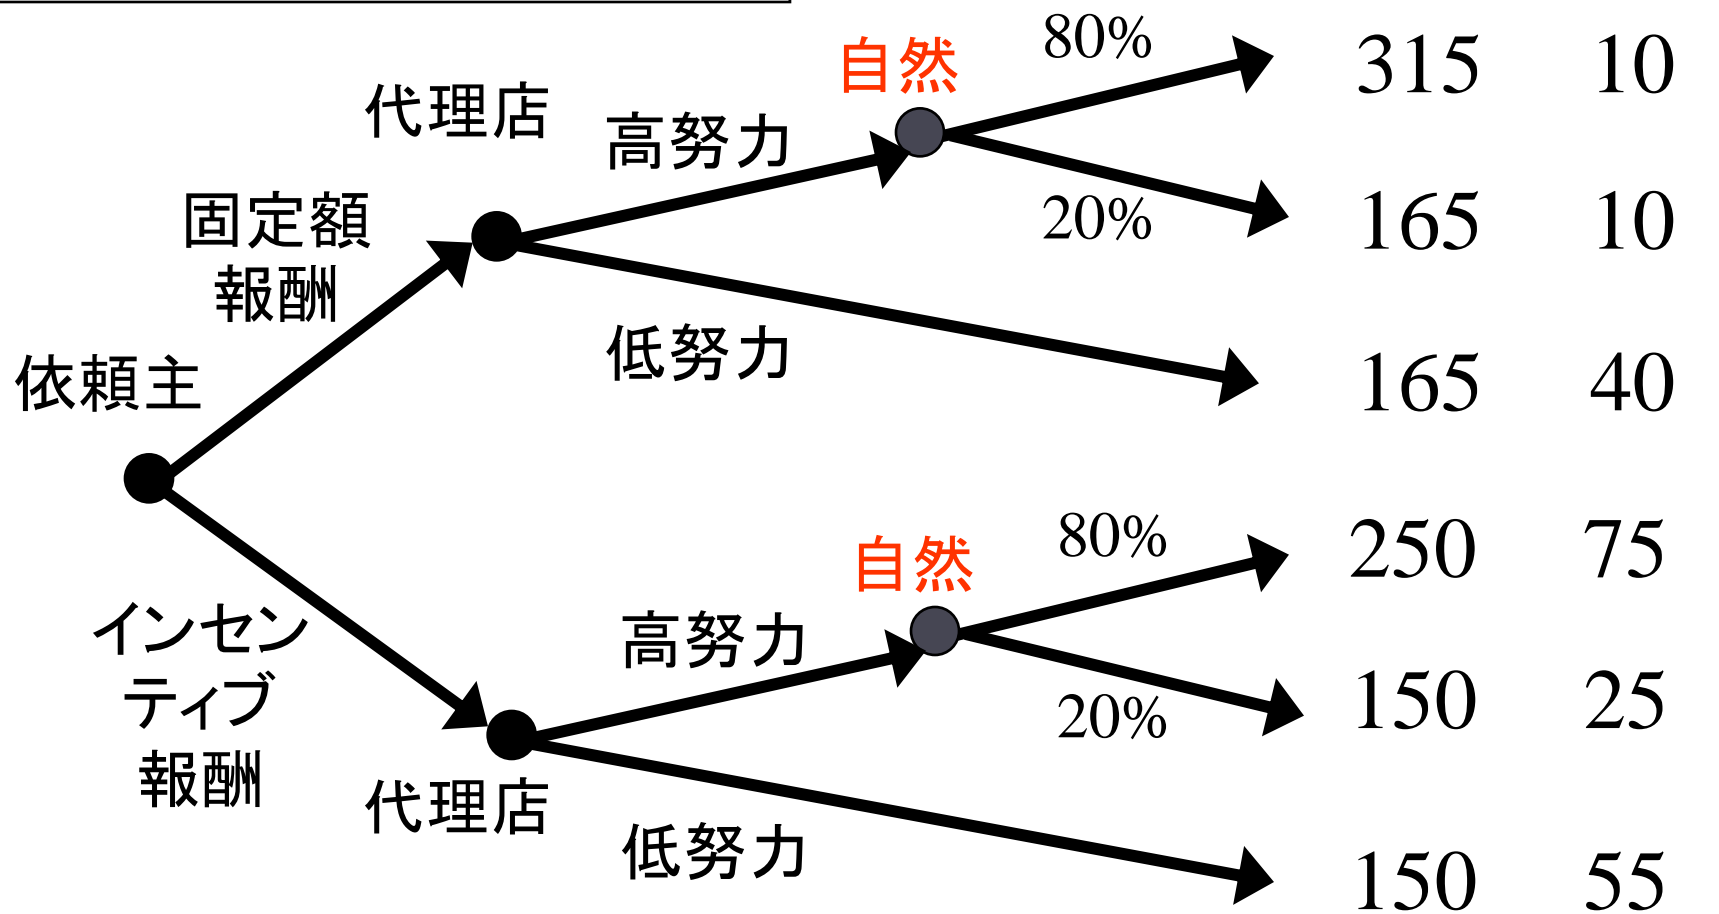 自然
80%
315 10
代理店
高努力
20%
165 10
固定額
報酬
低努力
165 40
依頼主
自然
80%
250 75
インセン
ティブ
報酬
高努力
20%
150 25
代理店
低努力
150 55